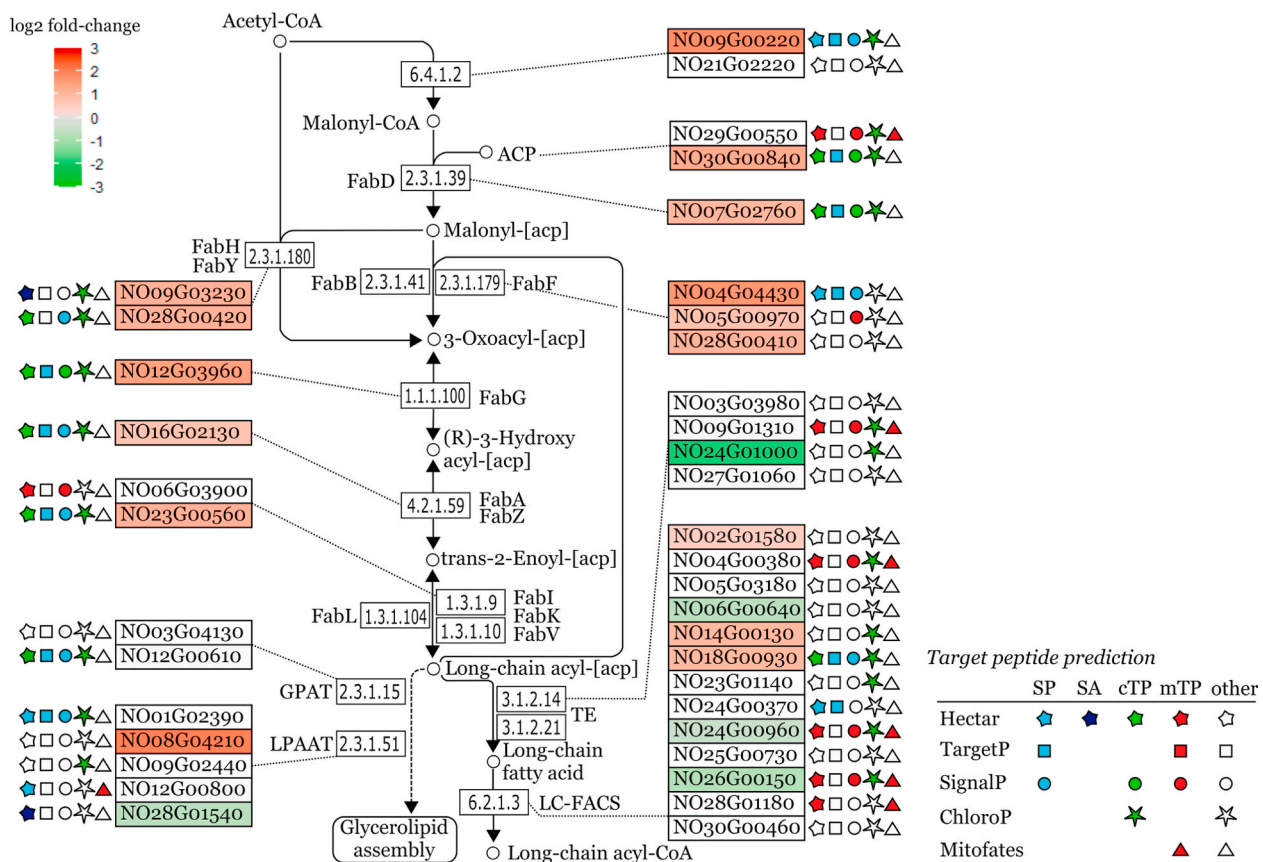 log2 fold-change
3
2
1
0
-1
-2
-3
Acetyl-CoA
6.4.1.2
Malonyl-CoA
ACP
FabD
2.3.1.39
Malonyl-[acp]
FabH
FabY
2.3.1.180
FabB
2.3.1.41
2.3.1.179
FabF
3-Oxoacyl-[acp]
1.1.1.100
FabG
(R)-3-Hydroxy
acyl-[acp]
4.2.1.59
FabA
FabZ
trans-2-Enoyl-[acp]
FabL
1.3.1.104
1.3.1.9
1.3.1.10
FabI
FabK
FabV
Long-chain acyl-[acp]
GPAT
2.3.1.15
3.1.2.14
3.1.2.21
TE
LPAAT
2.3.1.51
Long-chain
fatty acid
6.2.1.3
LC-FACS
Glycerolipid
assembly
Long-chain acyl-CoA
NO09G03230
NO28G00420
NO12G03960
NO16G02130
NO06G03900
NO23G00560
NO03G04130
NO12G00610
NO01G02390
NO08G04210
NO09G02440
NO12G00800
NO28G01540
NO09G00220
NO21G02220
NO29G00550
NO30G00840
NO07G02760
NO04G04430
NO05G00970
NO28G00410
NO03G03980
NO09G01310
NO24G01000
NO27G01060
NO02G01580
NO04G00380
NO05G03180
NO06G00640
NO14G00130
NO18G00930
NO23G01140
NO24G00370
NO24G00960
NO25G00730
NO26G00150
NO28G01180
NO30G00460
Target peptide prediction
SP SA cTP mTP other
Hectar
TargetP
SignalP
ChloroP
Mitofates